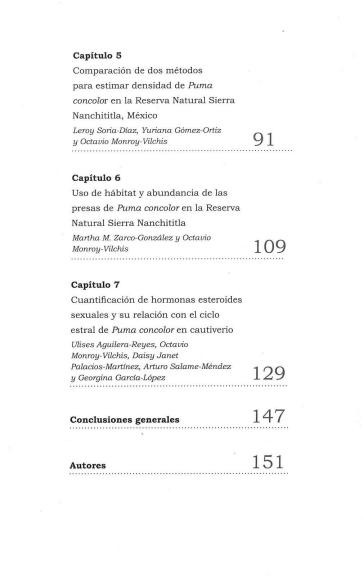 Capítulo 5
Comparación de dos métodos
para estimar densidad de Puma
concolor en la Reserva Natural Sierra
Nanchititla, México
Leroy Soria-Díaz, Yuriana Gómez-Ortiz
y Octavio Monroy-Vilchis 91
Capítulo 6
Uso de hábitat y abundancia de las
presas de Puma concolor en la Reserva
Natural Sierra Nanchititla
Martha M. Zarco-González y Octavio
Monroy-Vilchis 109
Capítulo 7
Cuantificación de hormonas esteroides
sexuales y su relación con el ciclo
estral de Puma concolor en cautiverio
Ulises Aguilera-Reyes, Octavio
Monroy-Vilchis, Daisy Janet
Palacios-Martínez, Arturo Salame-Méndez
y Georgina García-López 129
Conclusiones generales 147
Autores 151